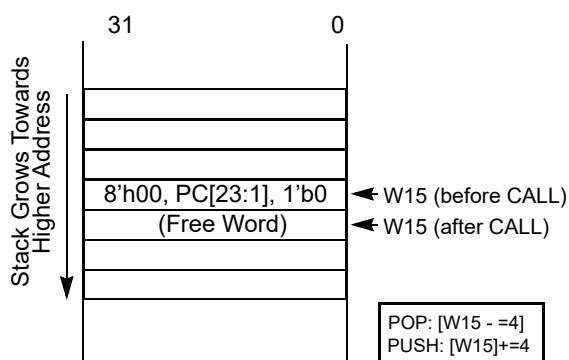 31 0
Stack Grows Towards
Higher Address
8'h00, PC[23:1], 1'b0
W15 (before CALL)
(Free Word)
W15 (after CALL)
POP: [W15 - =4]
PUSH: [W15]+=4